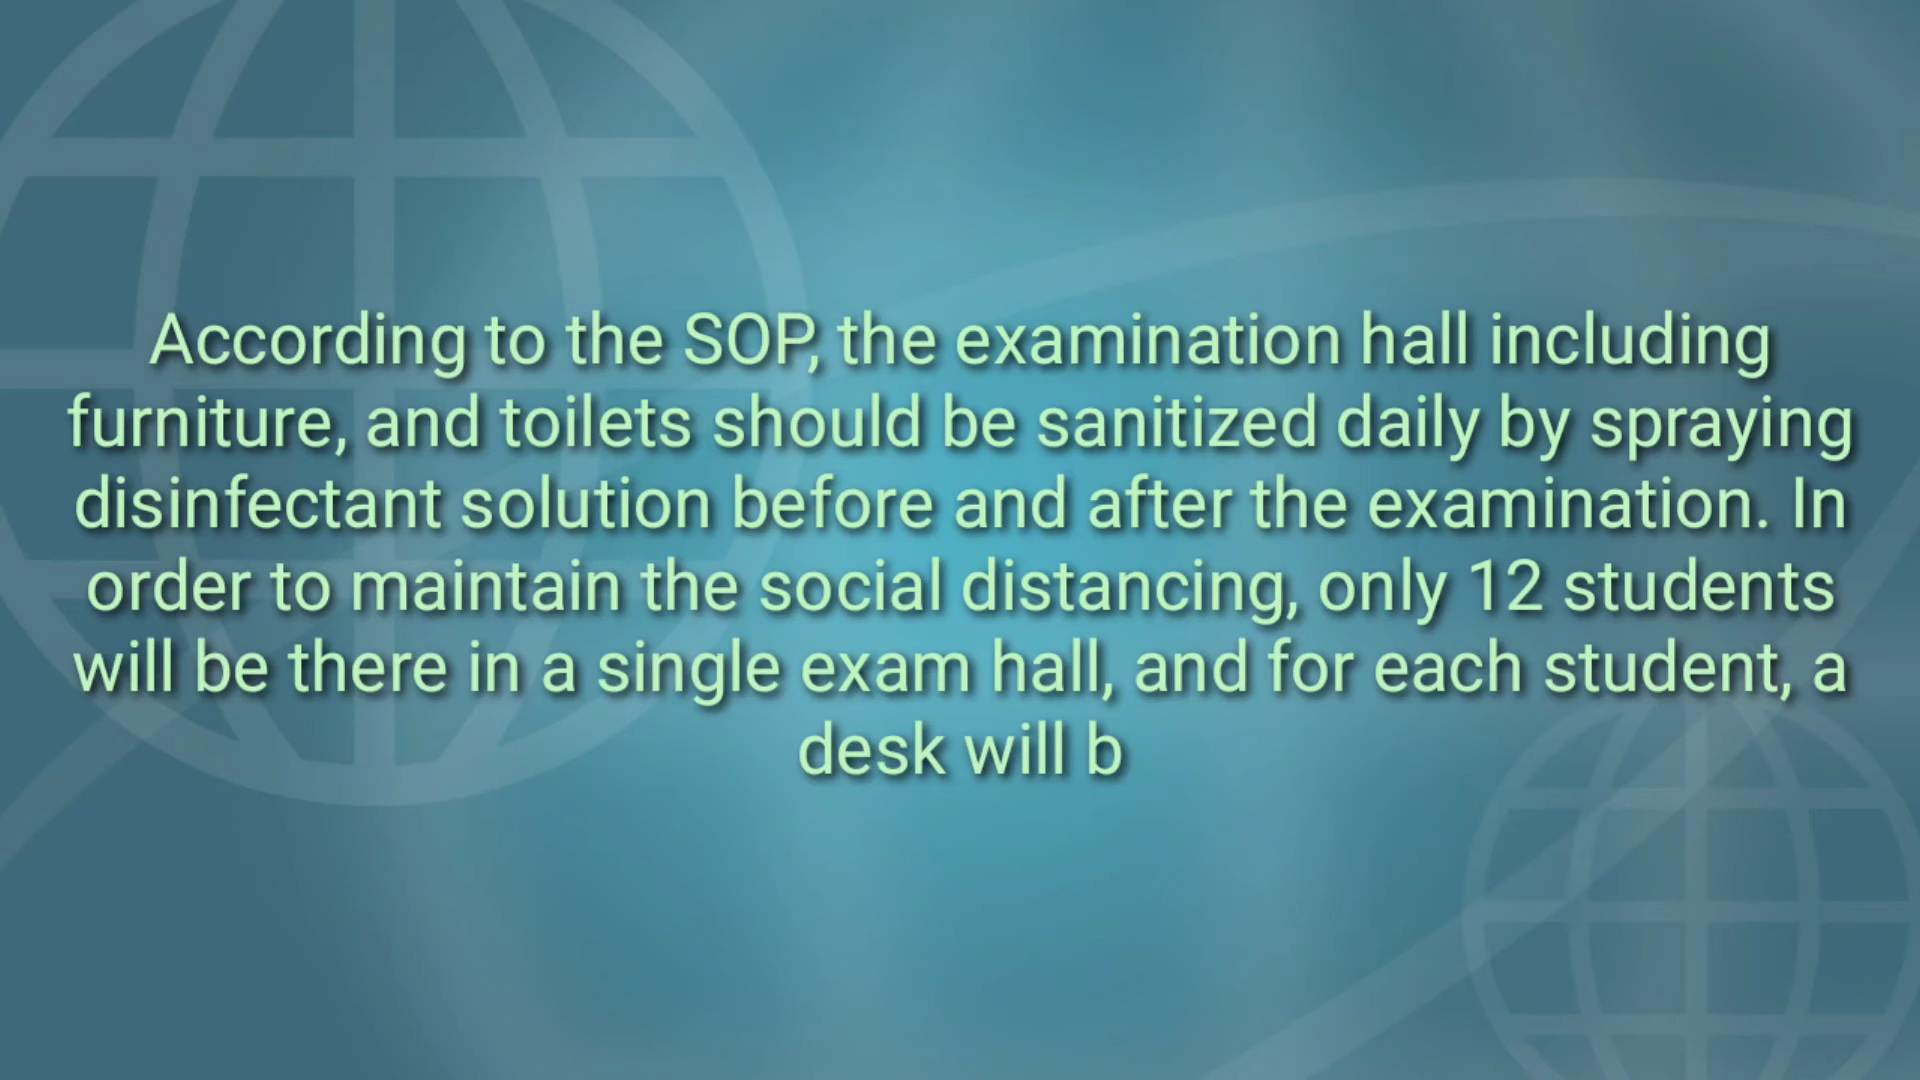 According to the SOP, the examination hall including
furniture, and toilets should be sanitized daily by spraying
disinfectant solution before and after the examination. In
order to maintain the social distancing, only 12 students
will be there in a single exam hall, and for each student, a
desk will b